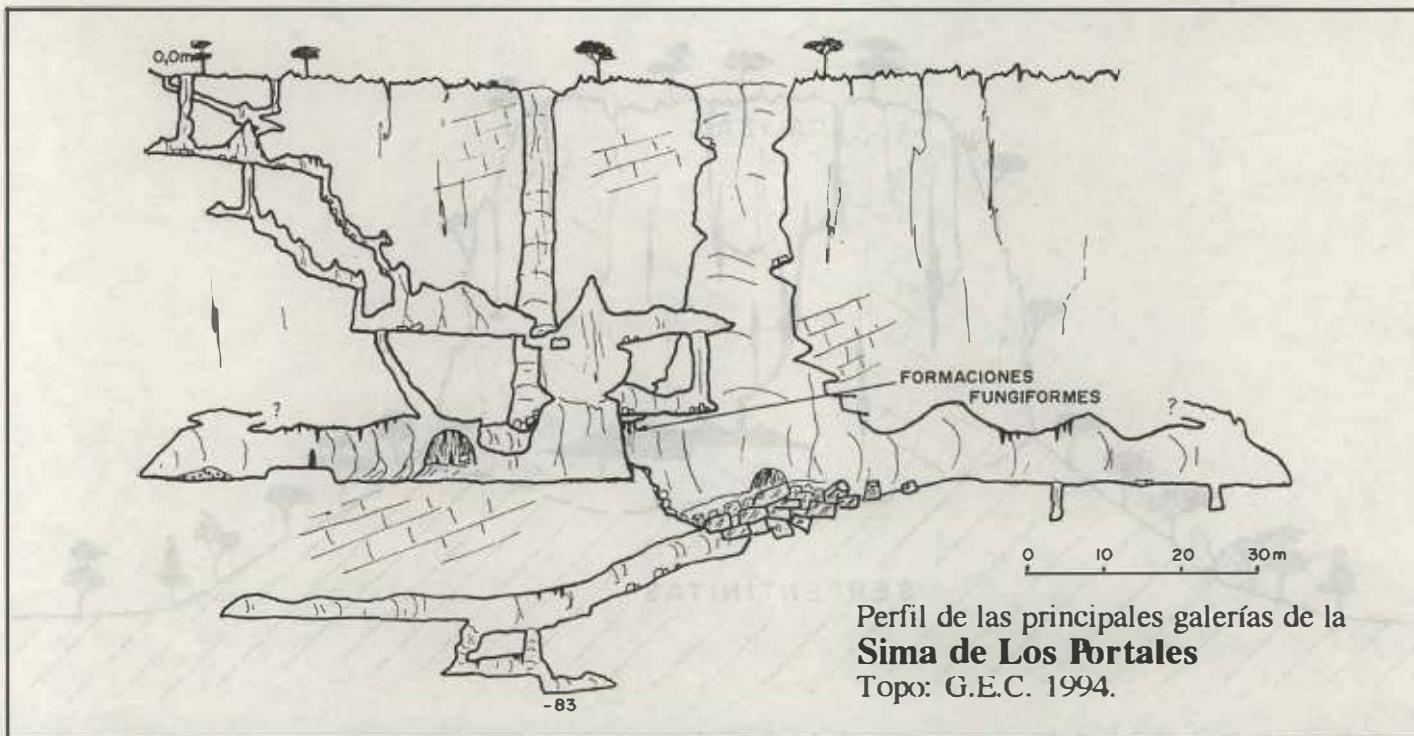 0,0m
FORMACIONES
FUNGIFORMES
?
?
0 10 20 30m
SERPENTINITAS
Perfil de las principales galerías de la
Sima de Los Portales
Topo: G.E.C. 1994.
-83